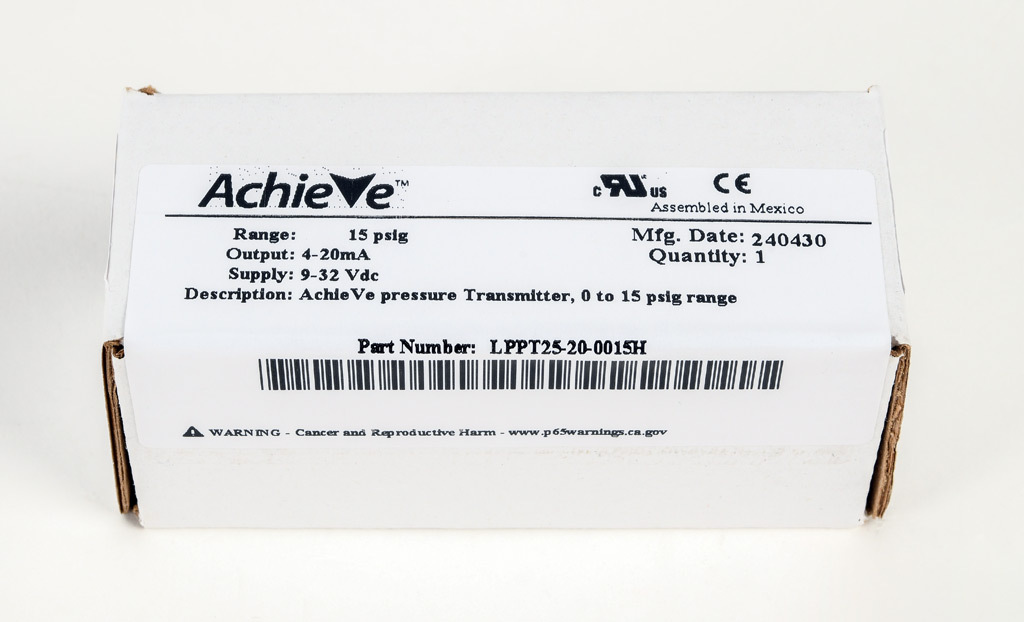 AchieVe™
c RU us CE
Assembled in Mexico
Range: 15 psig
Mfg. Date: 240430
Output: 4-20mA
Quantity: 1
Supply: 9-32 Vdc
Description: AchieVe pressure Transmitter, 0 to 15 psig range
Part Number: LPPT25-20-0015H
WARNING - Cancer and Reproductive Harm - www.p65warnings.ca.gov